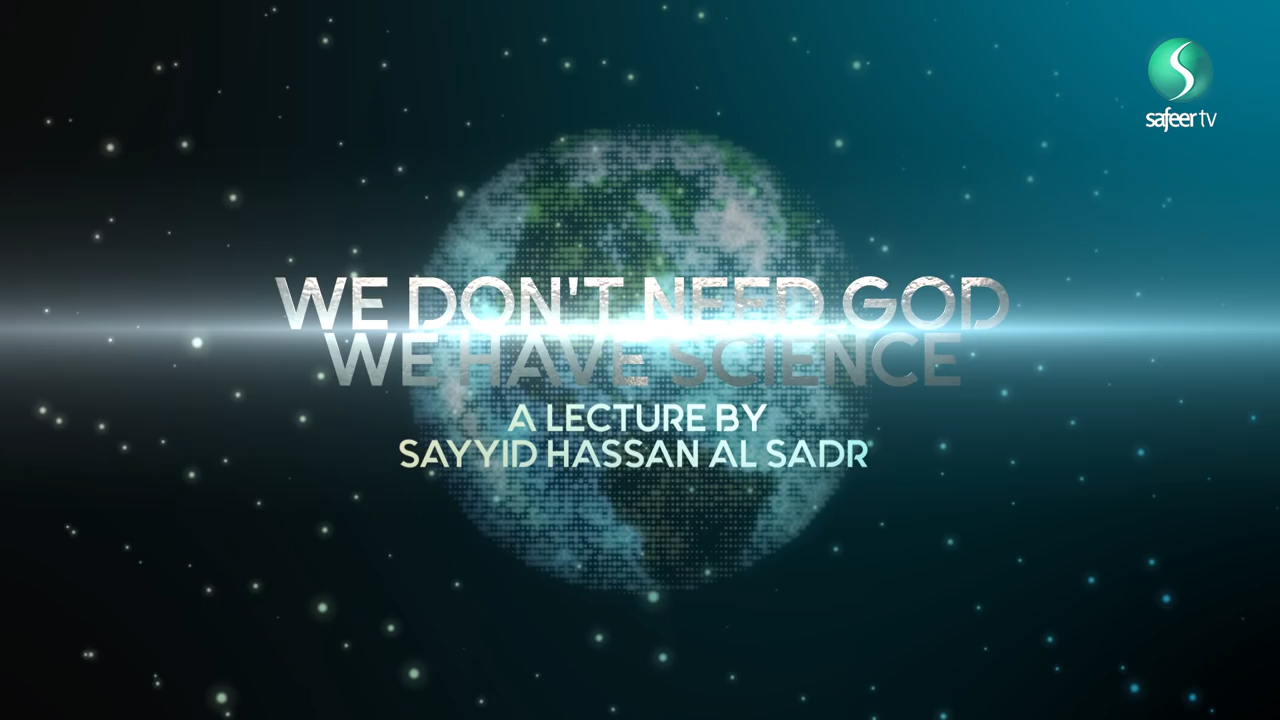 safeer tv
WE DON'T NEED GOD
WE HAVE SCIENCE
A LECTURE BY
SAYYID HASSAN AL SADR